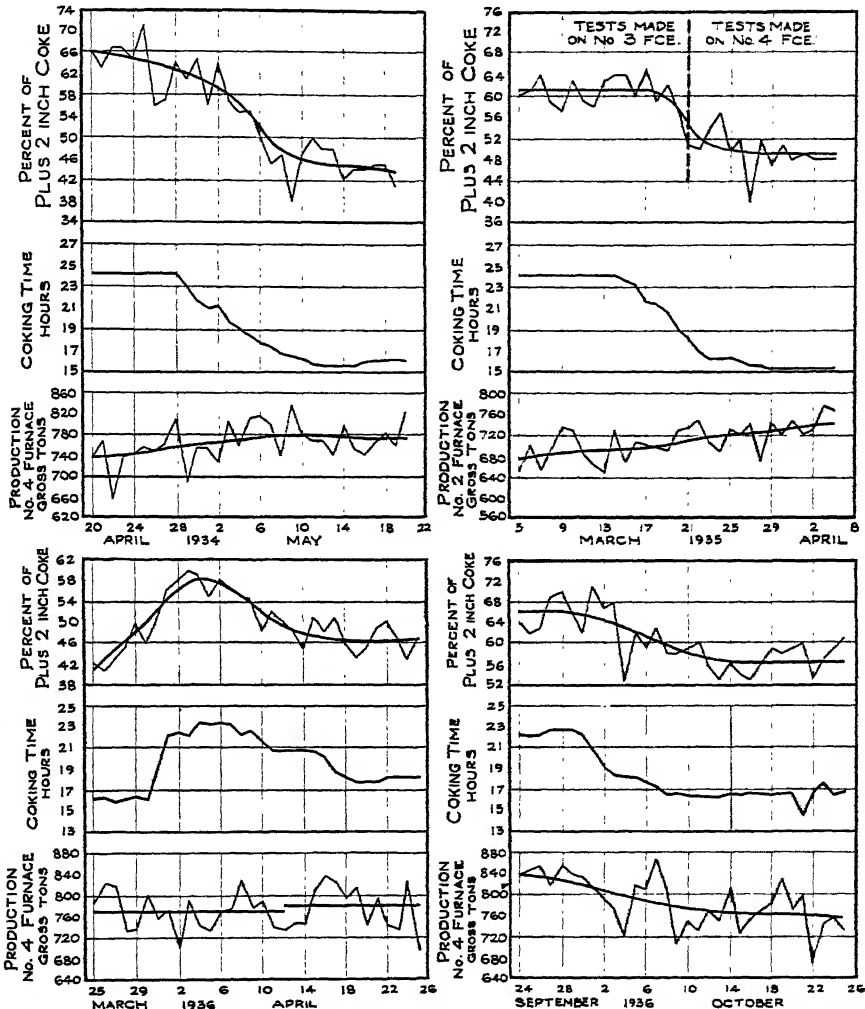 PERCENT OF
PLUS 2 INCH COKE
74
70
66
62
58
54
50
46
42
38
34
COKING TIME
HOURS
27
25
23
21
19
17
15
PRODUCTION
No. 4 FURNACE
GROSS TONS
860
820
780
740
700
660
620
20 24 28 2 6 10 14 18 22
APRIL 1934 MAY
TESTS MADE
ON No 3 FCE.
TESTS MADE
ON No. 4 FCE.
PERCENT OF
PLUS 2 INCH COKE
76
72
68
64
60
56
52
48
44
40
36
COKING TIME
HOURS
27
25
23
21
19
17
15
PRODUCTION
No. 2 FURNACE
GROSS TONS
800
760
720
680
640
600
560
5 9 13 17 21 25 29 2 8
MARCH 1935 APRIL
PERCENT OF
PLUS 2 INCH COKE
62
58
54
50
46
42
38
COKING TIME
HOURS
25
23
21
19
17
15
13
PRODUCTION
No. 4 FURNACE
GROSS TONS
880
840
800
760
720
680
640
25 29 2 6 10 14 18 22 26
MARCH 1936 APRIL
PERCENT OF
PLUS 2 INCH COKE
76
72
68
64
60
56
52
COKING TIME
HOURS
25
23
21
19
17
15
13
PRODUCTION
No. 4 FURNACE
GROSS TONS
880
840
800
760
720
680
640
24 28 2 6 10 14 18 22 26
SEPTEMBER 1936 OCTOBER